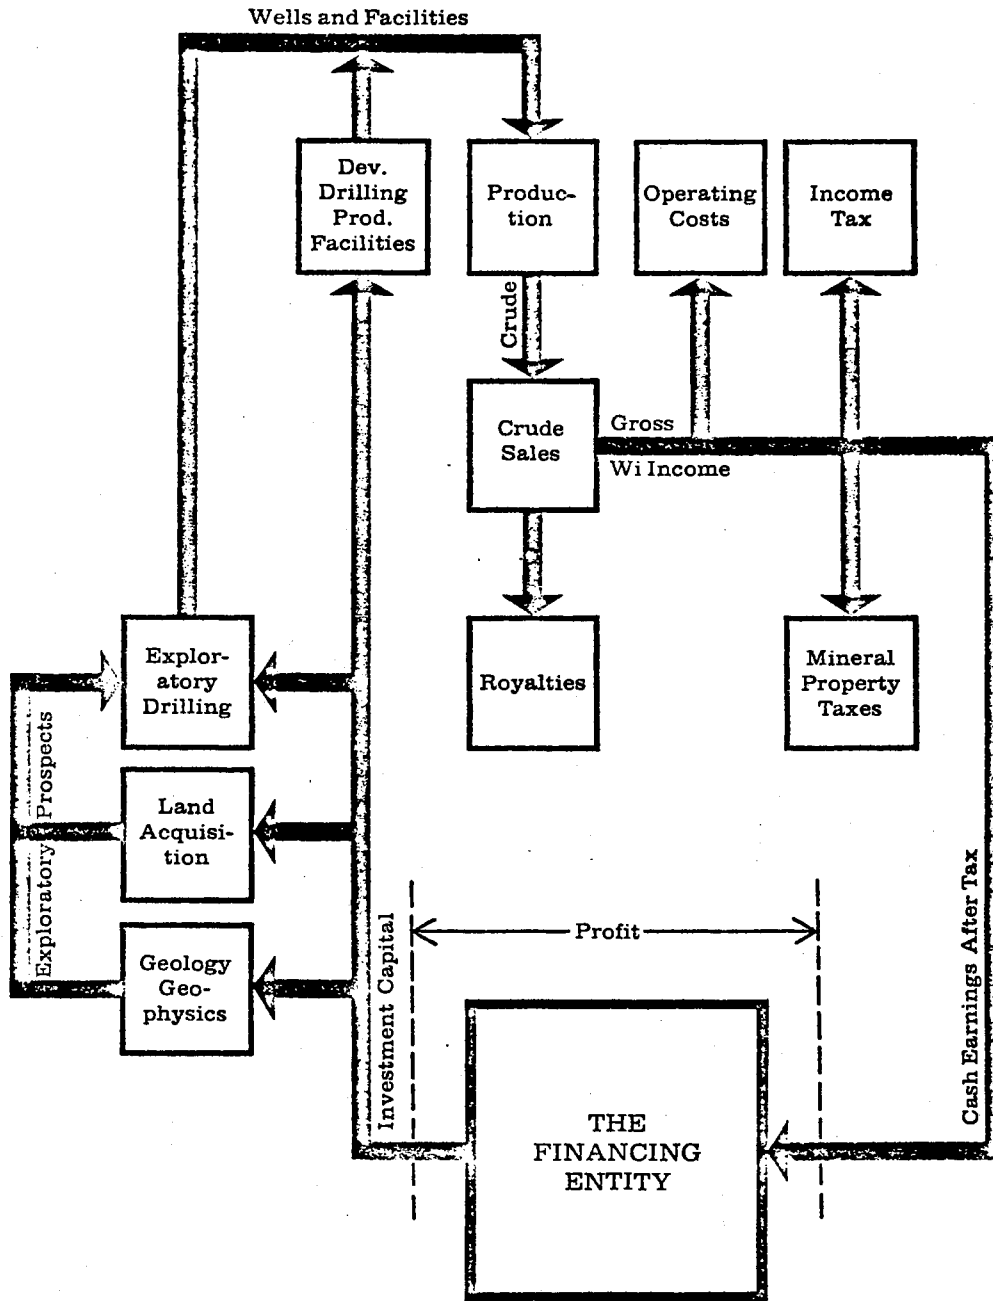 Wells and Facilities
Dev.
Drilling
Prod.
Facilities
Produc-
tion
Operating
Costs
Income
Tax
Crude
Crude
Sales
Gross
Wi Income
Royalties
Mineral
Property
Taxes
Explor-
atory
Drilling
Land
Acquisi-
tion
Geology
Geo-
physics
Exploratory Prospects
Investment Capital
Profit
Cash Earnings After Tax
THE
FINANCING
ENTITY